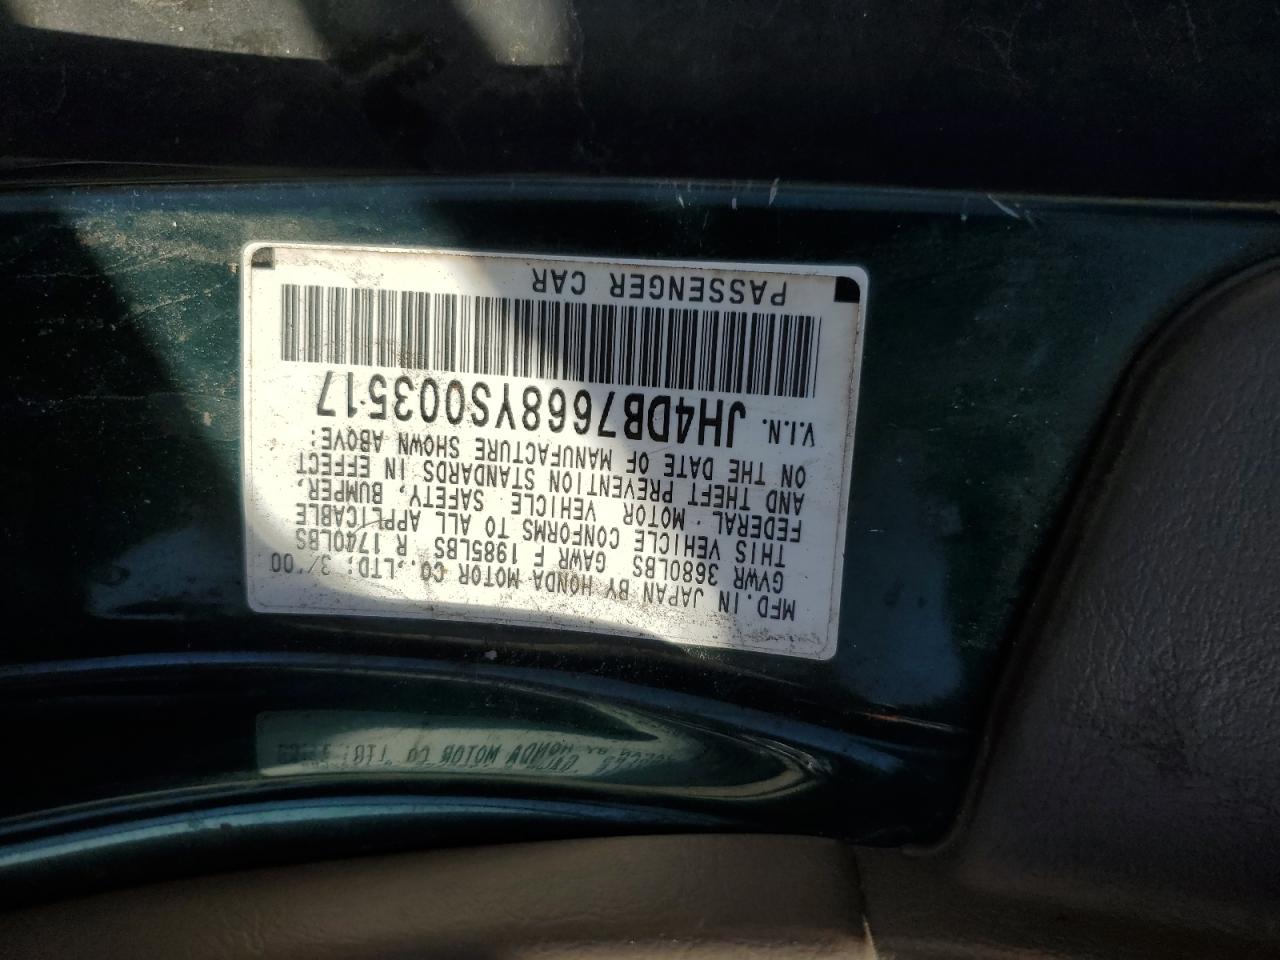 MFD. IN JAPAN BY HONDA MOTOR CO.,LTD: 3/'00
GVWR 3680LBS GAWR F 1985LBS R 1740LBS
THIS VEHICLE CONFORMS TO ALL APPLICABLE
FEDERAL MOTOR VEHICLE SAFETY, BUMPER,
AND THEFT PREVENTION STANDARDS IN EFFECT
ON THE DATE OF MANUFACTURE SHOWN ABOVE:
V.I.N. JH4DB7668YS003517
PASSENGER CAR